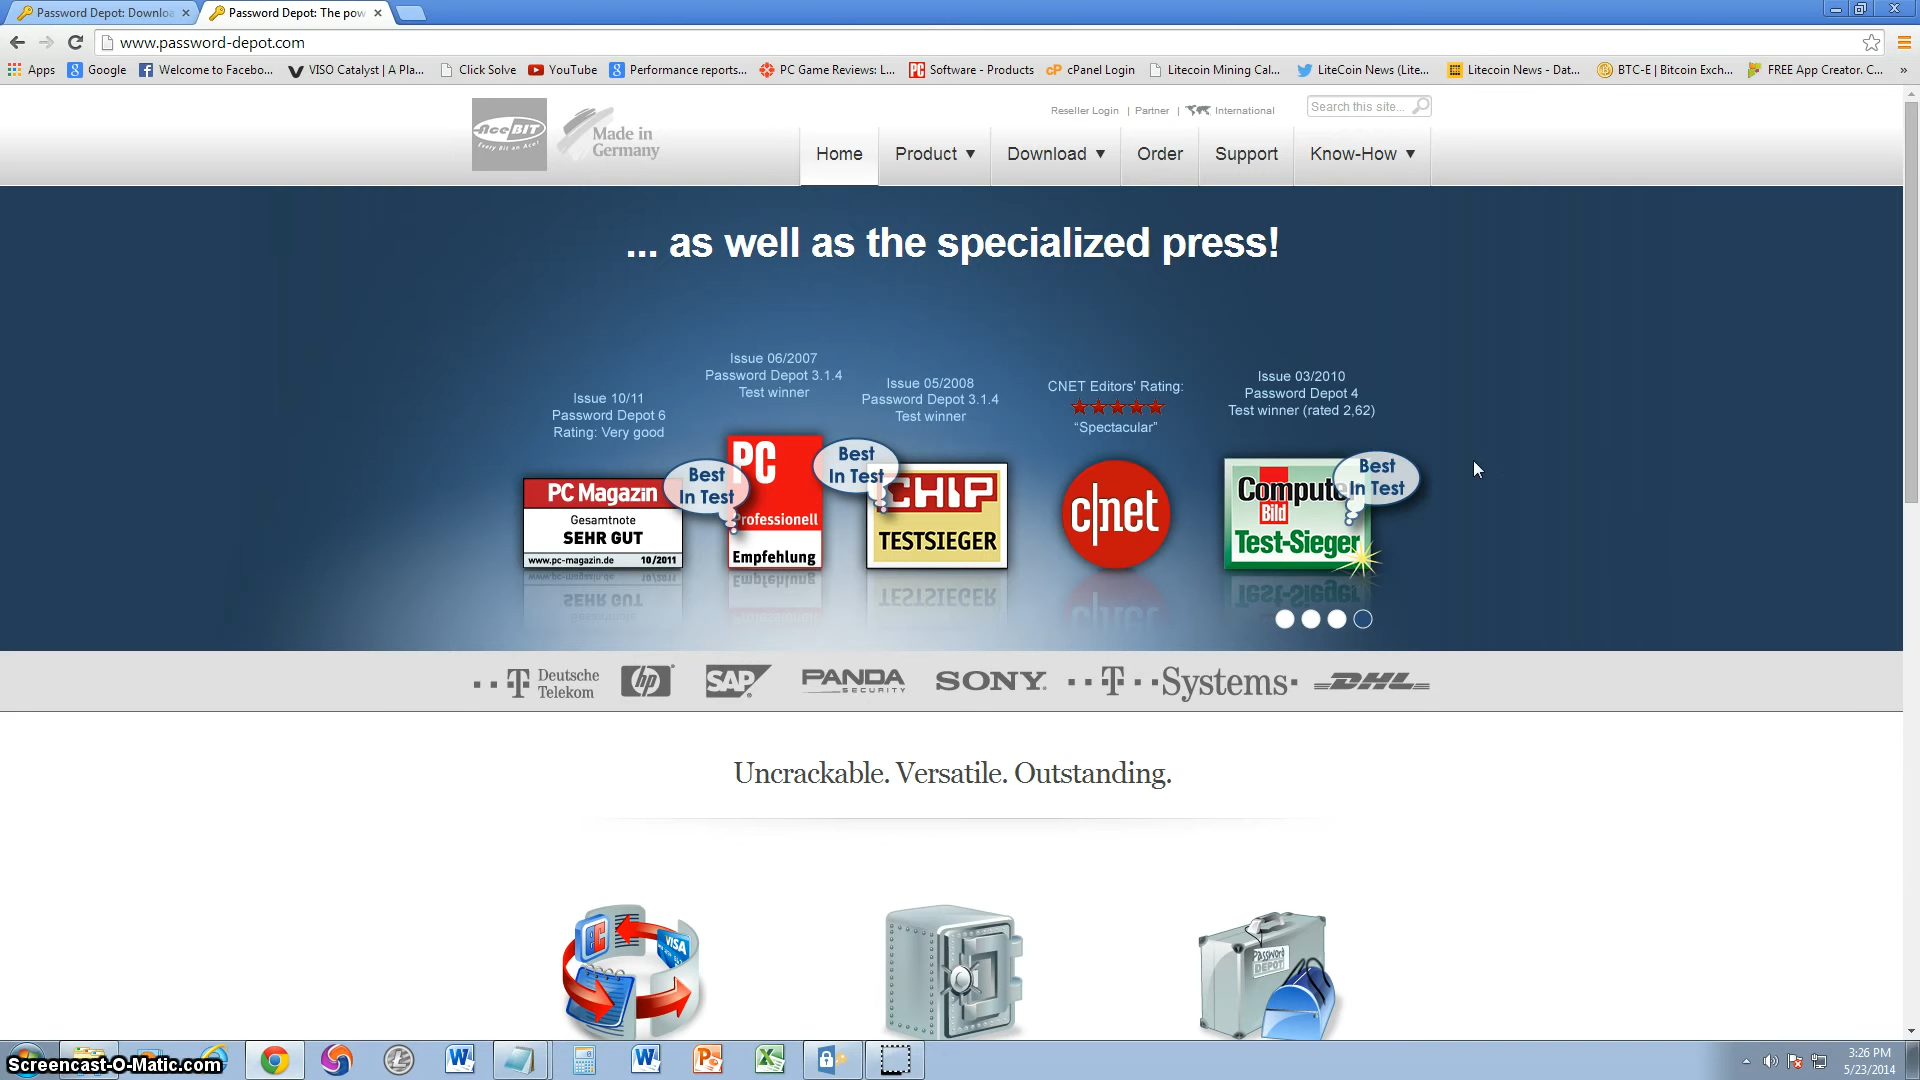 Password Depot: Downloa
Password Depot: The pow
www.password-depot.com
Apps
Google
Welcome to Facebo...
VISO Catalyst | A Pla...
Click Solve
YouTube
Performance reports...
PC Game Reviews: L...
Software - Products
cPanel Login
Litecoin Mining Cal...
LiteCoin News (Lite...
Litecoin News - Dat...
BTC-E | Bitcoin Exch...
FREE App Creator. C...
»
AceBIT
Every Bit an Ace!
Made in
Germany
Reseller Login | Partner | International
Search this site...
Home
Product ▼
Download ▼
Order
Support
Know-How ▼
... as well as the specialized press!
Issue 10/11
Password Depot 6
Rating: Very good
PC Magazin
Gesamtnote
SEHR GUT
www.pc-magazin.de 10/2011
Issue 06/2007
Password Depot 3.1.4
Test winner
Best
In Test
PC
Professionell
Empfehlung
Issue 05/2008
Password Depot 3.1.4
Test winner
Best
In Test
CHIP
TESTSIEGER
CNET Editors' Rating:
"Spectacular"
c|net
Issue 03/2010
Password Depot 4
Test winner (rated 2,62)
Best
In Test
Compute
Bild
Test-Sieger
Deutsche
Telekom
hp
SAP
PANDA
SECURITY
SONY
T Systems
DHL
Uncrackable. Versatile. Outstanding.
EC
VISA
Password
DEPOT
Screencast-O-Matic.com
3:26 PM
5/23/2014